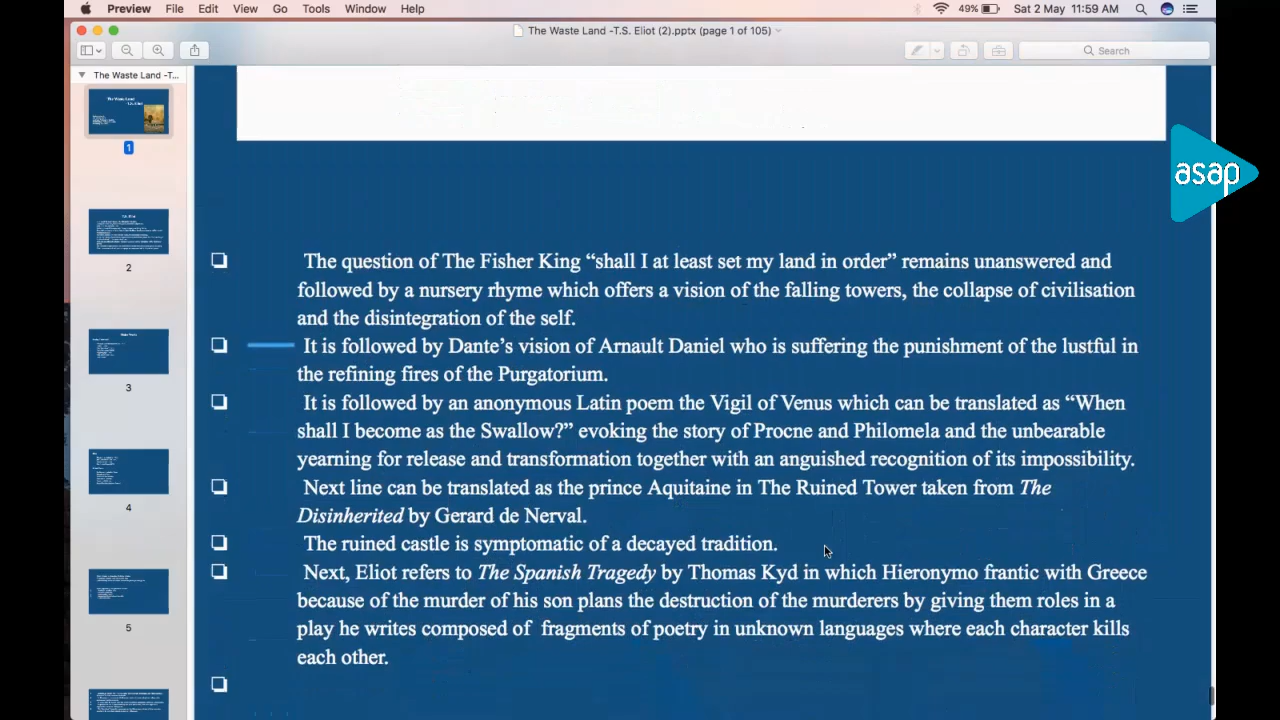 Preview File Edit View Go Tools Window Help 49% Sat 2 May 11:59 AM
The Waste Land -T.S. Eliot (2).pptx (page 1 of 105)
Search
The Waste Land -T...
1
2
3
4
5
asap
❑ The question of The Fisher King “shall I at least set my land in order” remains unanswered and
followed by a nursery rhyme which offers a vision of the falling towers, the collapse of civilisation
and the disintegration of the self.
❑ It is followed by Dante’s vision of Arnault Daniel who is suffering the punishment of the lustful in
the refining fires of the Purgatorium.
❑ It is followed by an anonymous Latin poem the Vigil of Venus which can be translated as “When
shall I become as the Swallow?” evoking the story of Procne and Philomela and the unbearable
yearning for release and transformation together with an anguished recognition of its impossibility.
❑ Next line can be translated as the prince Aquitaine in The Ruined Tower taken from The
Disinherited by Gerard de Nerval.
❑ The ruined castle is symptomatic of a decayed tradition.
❑ Next, Eliot refers to The Spanish Tragedy by Thomas Kyd in which Hieronymo frantic with Greece
because of the murder of his son plans the destruction of the murderers by giving them roles in a
play he writes composed of fragments of poetry in unknown languages where each character kills
each other.
❑